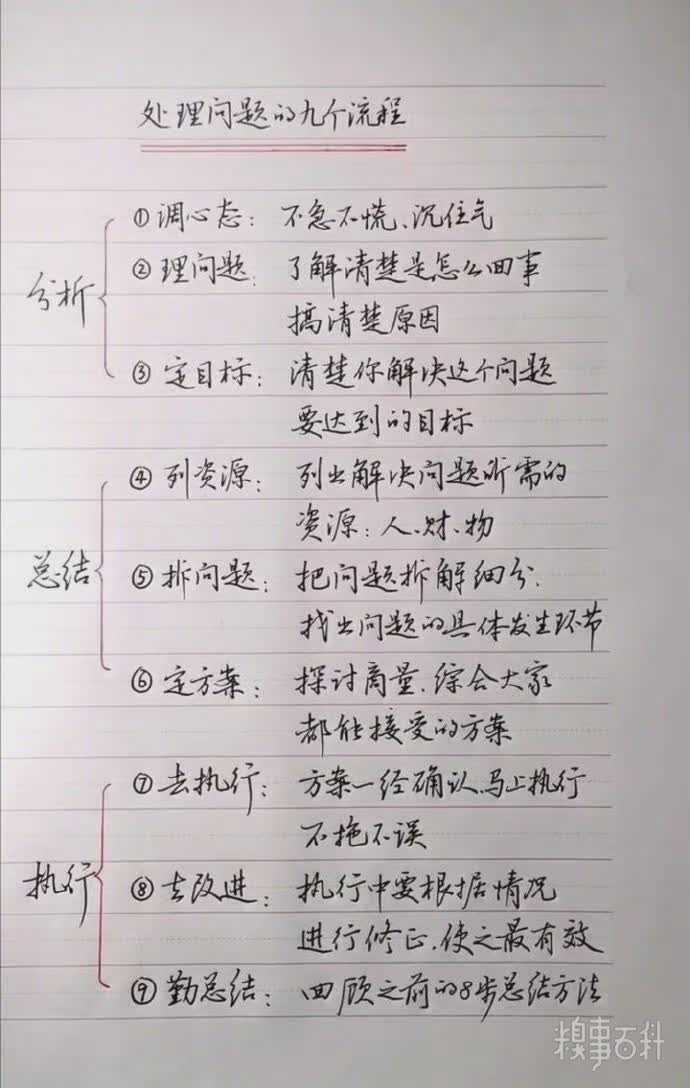 处理问题的九个流程
分析
①调心态：不急不慌、沉住气
②理问题：了解清楚是怎么回事
搞清楚原因
③定目标：清楚你解决这个问题
要达到的目标
总结
④列资源：列出解决问题所需的
资源：人、财、物
⑤拆问题：把问题拆解细分，
找出问题的具体发生环节
⑥定方案：探讨商量，综合大家
都能接受的方案
执行
⑦去执行：方案一经确认，马上执行
不拖不误
⑧去改进：执行中要根据情况
进行修正，使之最有效
⑨勤总结：回顾之前的8步总结方法
糗事百科